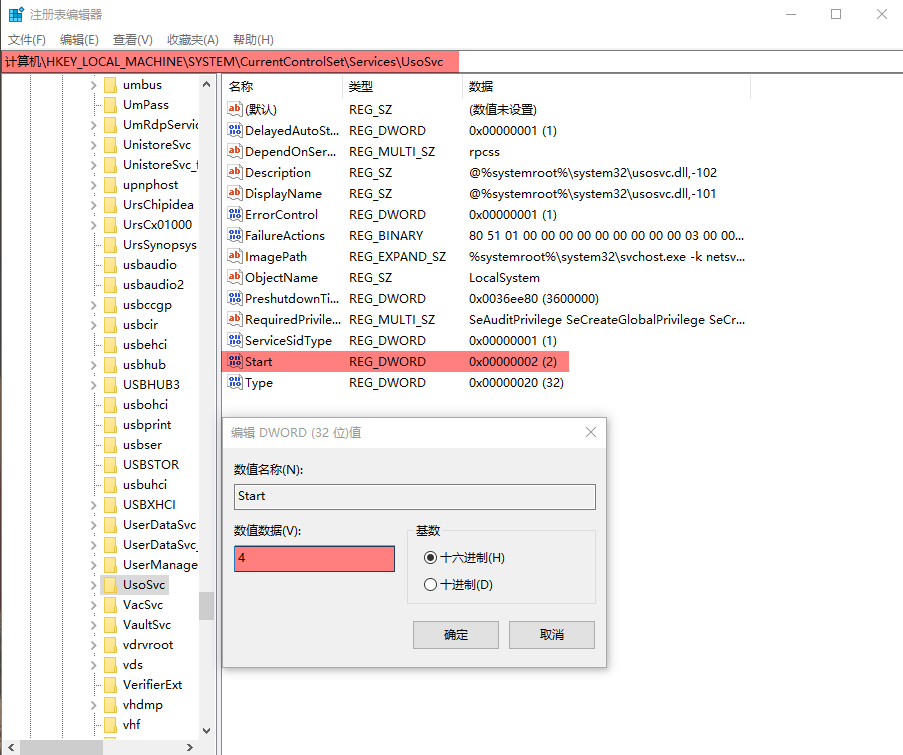 注册表编辑器
文件(F) 编辑(E) 查看(V) 收藏夹(A) 帮助(H)
计算机\HKEY_LOCAL_MACHINE\SYSTEM\CurrentControlSet\Services\UsoSvc
umbus
UmPass
UmRdpServic
UnistoreSvc
UnistoreSvc_
upnphost
UrsChipidea
UrsCx01000
UrsSynopsys
usbaudio
usbaudio2
usbccgp
usbcir
usbehci
usbhub
USBHUB3
usbohci
usbprint
usbser
USBSTOR
usbuhci
USBXHCI
UserDataSvc
UserDataSvc_
UserManage
UsoSvc
VacSvc
VaultSvc
vdrvroot
vds
VerifierExt
vhdmp
vhf
名称 类型 数据
(默认) REG_SZ (数值未设置)
DelayedAutoSt... REG_DWORD 0x00000001 (1)
DependOnSer... REG_MULTI_SZ rpcss
Description REG_SZ @%systemroot%\system32\usosvc.dll,-102
DisplayName REG_SZ @%systemroot%\system32\usosvc.dll,-101
ErrorControl REG_DWORD 0x00000001 (1)
FailureActions REG_BINARY 80 51 01 00 00 00 00 00 00 00 00 00 03 00 00...
ImagePath REG_EXPAND_SZ %systemroot%\system32\svchost.exe -k netsv...
ObjectName REG_SZ LocalSystem
PreshutdownTi... REG_DWORD 0x0036ee80 (3600000)
RequiredPrivile... REG_MULTI_SZ SeAuditPrivilege SeCreateGlobalPrivilege SeCr...
ServiceSidType REG_DWORD 0x00000001 (1)
Start REG_DWORD 0x00000002 (2)
Type REG_DWORD 0x00000020 (32)
编辑 DWORD (32 位)值
数值名称(N):
Start
数值数据(V):
4
基数
十六进制(H)
十进制(D)
确定 取消